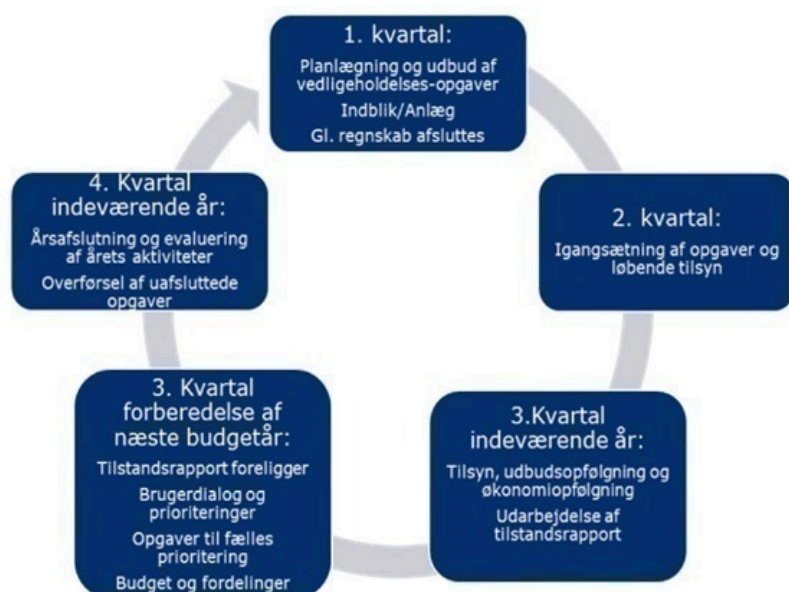 1. kvartal:
Planlægning og udbud af
vedligeholdelses-opgaver
Indblik/Anlæg
Gl. regnskab afsluttes
2. kvartal:
Igangsætning af opgaver og
løbende tilsyn
3.Kvartal
indeværende år:
Tilsyn, udbudsopfølgning og
økonomiopfølgning
Udarbejdelse af
tilstandsrapport
3. Kvartal
forberedelse af
næste budgetår:
Tilstandsrapport foreligger
Brugerdialog og
prioriteringer
Opgaver til fælles
prioritering
Budget og fordelinger
4. Kvartal
indeværende år:
Årsafslutning og evaluering
af årets aktiviteter
Overførsel af uafsluttede
opgaver